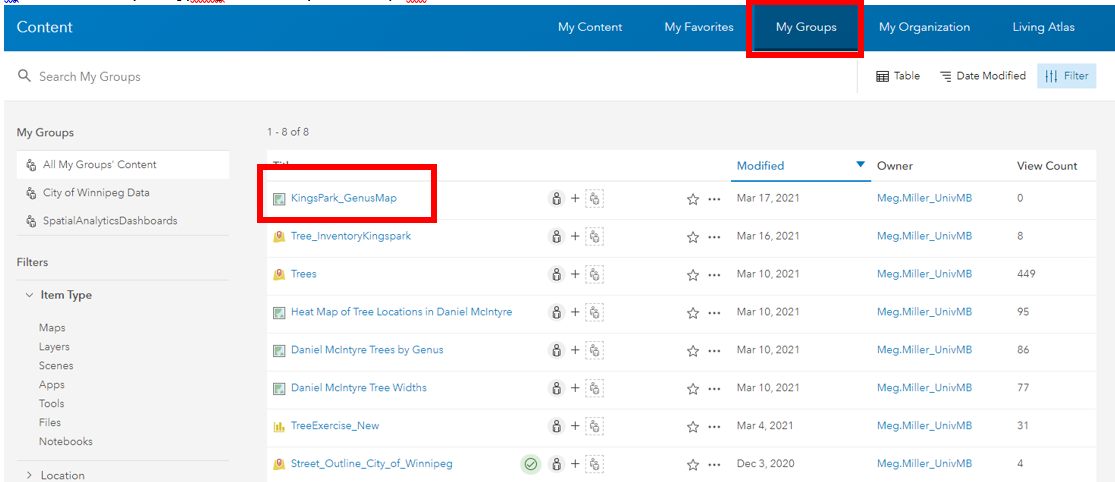 Content My Content My Favorites My Groups My Organization Living Atlas
Search My Groups Table Date Modified Filter
My Groups
All My Groups' Content
City of Winnipeg Data
SpatialAnalyticsDashboards
Filters
Item Type
Maps
Layers
Scenes
Apps
Tools
Files
Notebooks
Location
1 - 8 of 8
Title Modified Owner View Count
KingsPark_GenusMap Mar 17, 2021 Meg.Miller_UnivMB 0
Tree_InventoryKingspark Mar 16, 2021 Meg.Miller_UnivMB 8
Trees Mar 10, 2021 Meg.Miller_UnivMB 449
Heat Map of Tree Locations in Daniel McIntyre Mar 10, 2021 Meg.Miller_UnivMB 95
Daniel McIntyre Trees by Genus Mar 10, 2021 Meg.Miller_UnivMB 86
Daniel McIntyre Tree Widths Mar 10, 2021 Meg.Miller_UnivMB 77
TreeExercise_New Mar 4, 2021 Meg.Miller_UnivMB 31
Street_Outline_City_of_Winnipeg Dec 3, 2020 Meg.Miller_UnivMB 4